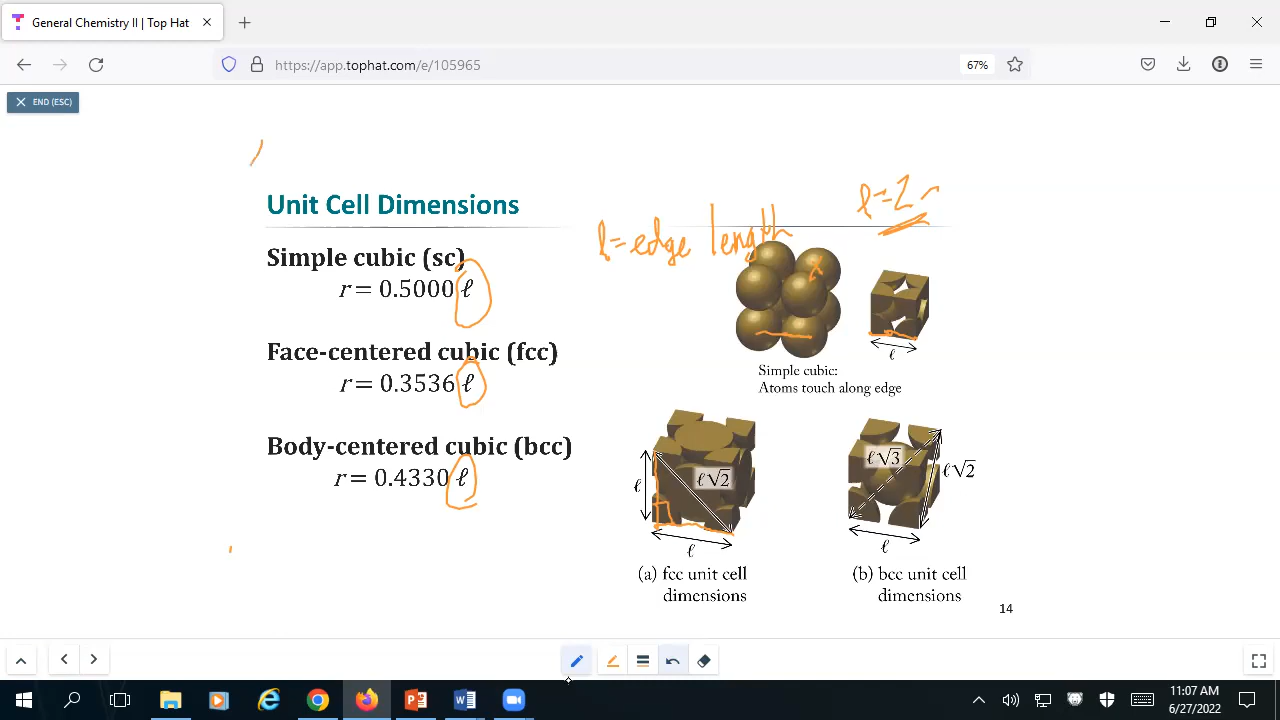 General Chemistry II | Top Hat
https://app.tophat.com/e/105965
67%
END (ESC)
Unit Cell Dimensions
ℓ=2
ℓ=edge length
Simple cubic (sc)
r = 0.5000 ℓ
ℓ
Simple cubic:
Atoms touch along edge
Face-centered cubic (fcc)
r = 0.3536 ℓ
Body-centered cubic (bcc)
r = 0.4330 ℓ
ℓ
ℓ√2
ℓ
(a) fcc unit cell
dimensions
ℓ√3
ℓ√2
ℓ
(b) bcc unit cell
dimensions
14
11:07 AM
6/27/2022